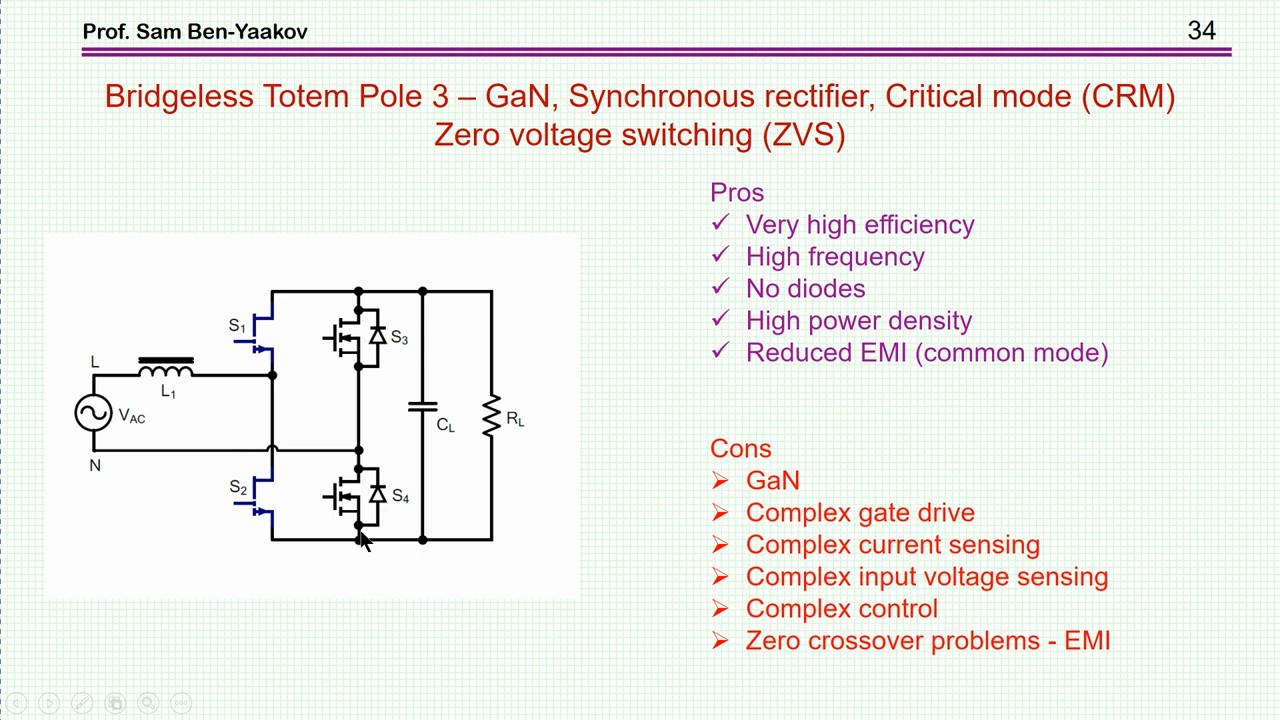 Prof. Sam Ben-Yaakov
34
Bridgeless Totem Pole 3 – GaN, Synchronous rectifier, Critical mode (CRM)
Zero voltage switching (ZVS)
Pros
✓ Very high efficiency
✓ High frequency
✓ No diodes
✓ High power density
✓ Reduced EMI (common mode)
S1
S3
L
L1
VAC
CL
RL
N
S2
S4
Cons
➢ GaN
➢ Complex gate drive
➢ Complex current sensing
➢ Complex input voltage sensing
➢ Complex control
➢ Zero crossover problems - EMI